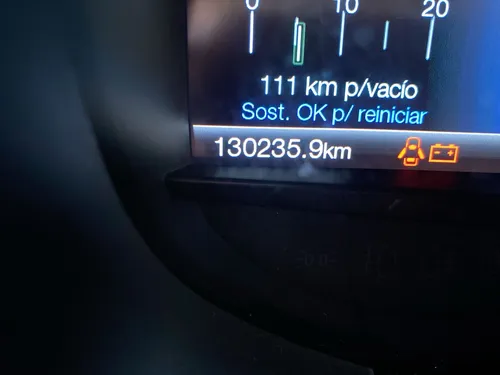 0 10 20
111 km p/vacío
Sost. OK p/ reiniciar
130235.9km